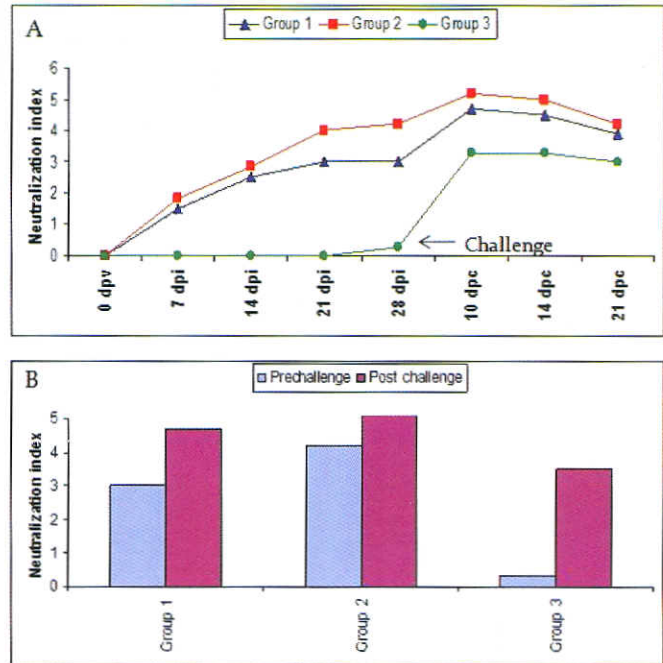 A
Group 1 Group 2 Group 3
Neutralization index
6
5
4
3
2
1
0
Challenge
0 dpv
7 dpi
14 dpi
21 dpi
28 dpi
10 dpc
14 dpc
21 dpc
B
Prechallenge Post challenge
Neutralization index
5
4
3
2
1
0
Group 1
Group 2
Group 3